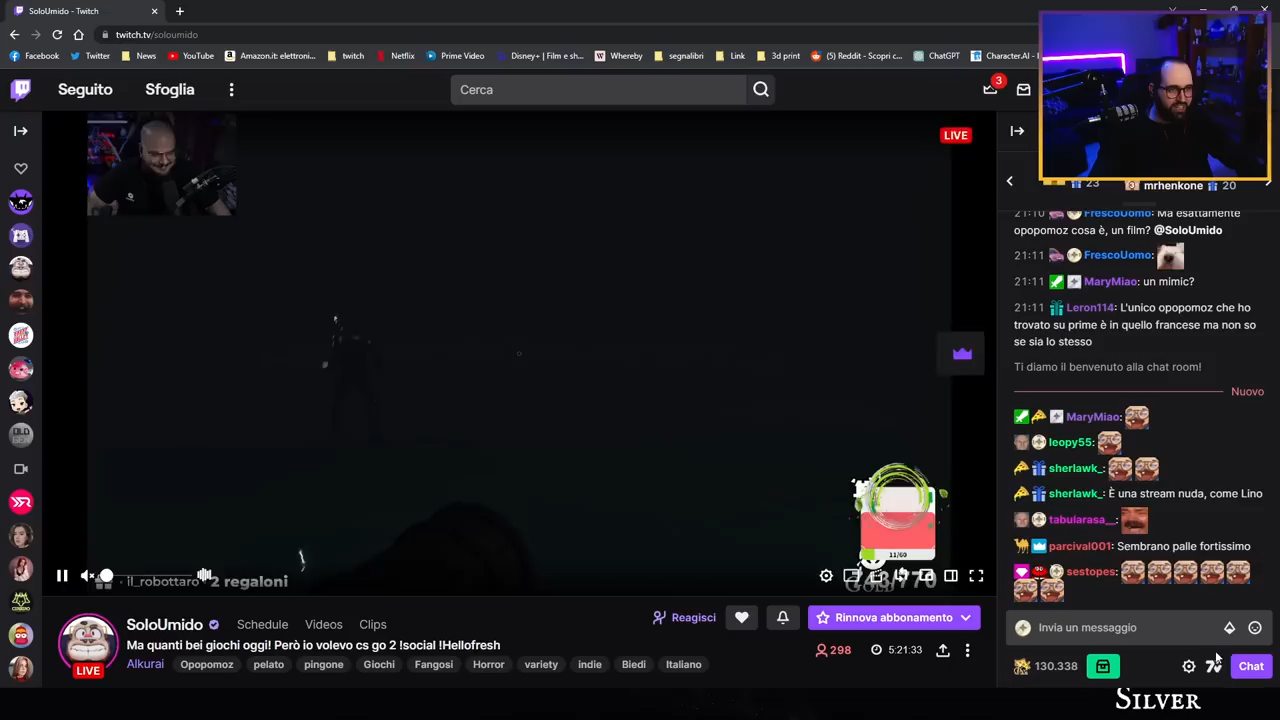 SoloUmido - Twitch
twitch.tv/soloumido
Facebook
Twitter
News
YouTube
Amazon.it: elettroni...
twitch
Netflix
Prime Video
Disney+ | Film e sh...
Whereby
segnalibri
Link
3d print
(5) Reddit - Scopri c...
ChatGPT
Character.AI
Seguito
Sfoglia
Cerca
3
LIVE
23
mrhenkone 20
21:10 FrescoUomo: Ma esattamente
opopomoz cosa è, un film? @SoloUmido
21:11 FrescoUomo:
21:11 MaryMiao: un mimic?
21:11 Leron114: L'unico opopomoz che ho
trovato su prime è in quello francese ma non so
se sia lo stesso
Ti diamo il benvenuto alla chat room!
Nuovo
MaryMiao:
leopy55:
sherlawk_:
sherlawk_: È una stream nuda, come Lino
tabularasa__:
parcival001: Sembrano palle fortissimo
sestopes:
11/60
il_robottaro 2 regaloni
GOLD
SoloUmido
Schedule
Videos
Clips
Reagisci
Rinnova abbonamento
Ma quanti bei giochi oggi! Però io volevo cs go 2 !social !Hellofresh
Alkurai
Opopomoz
pelato
pingone
Giochi
Fangosi
Horror
variety
indie
Biedi
Italiano
298
5:21:33
LIVE
Invia un messaggio
130.338
Chat
SILVER